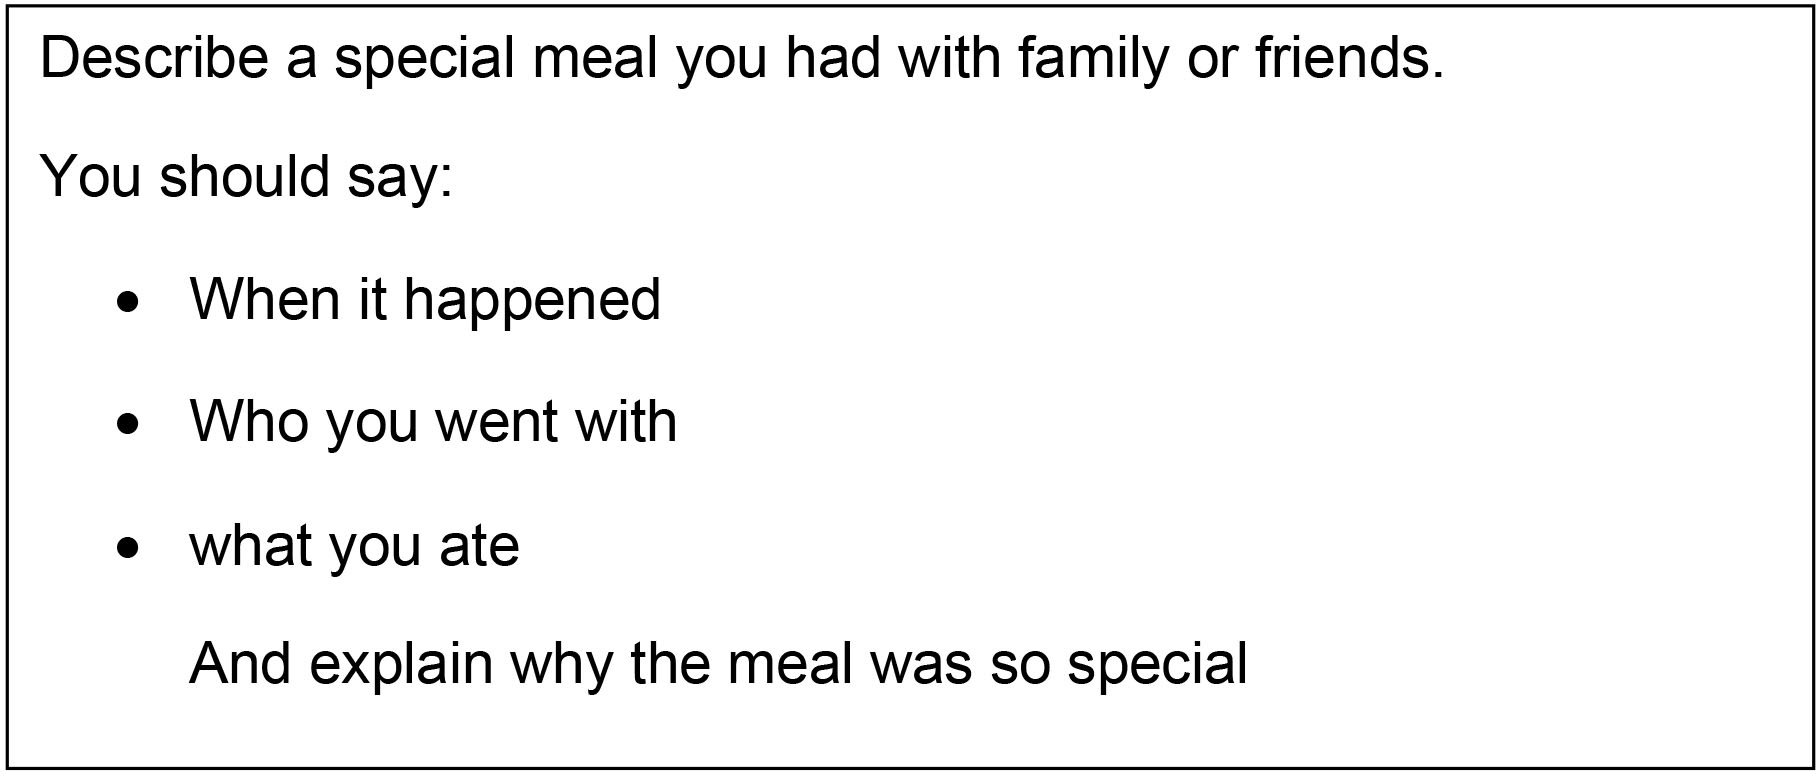 Describe a special meal you had with family or friends.
You should say:
• When it happened
• Who you went with
• what you ate
And explain why the meal was so special